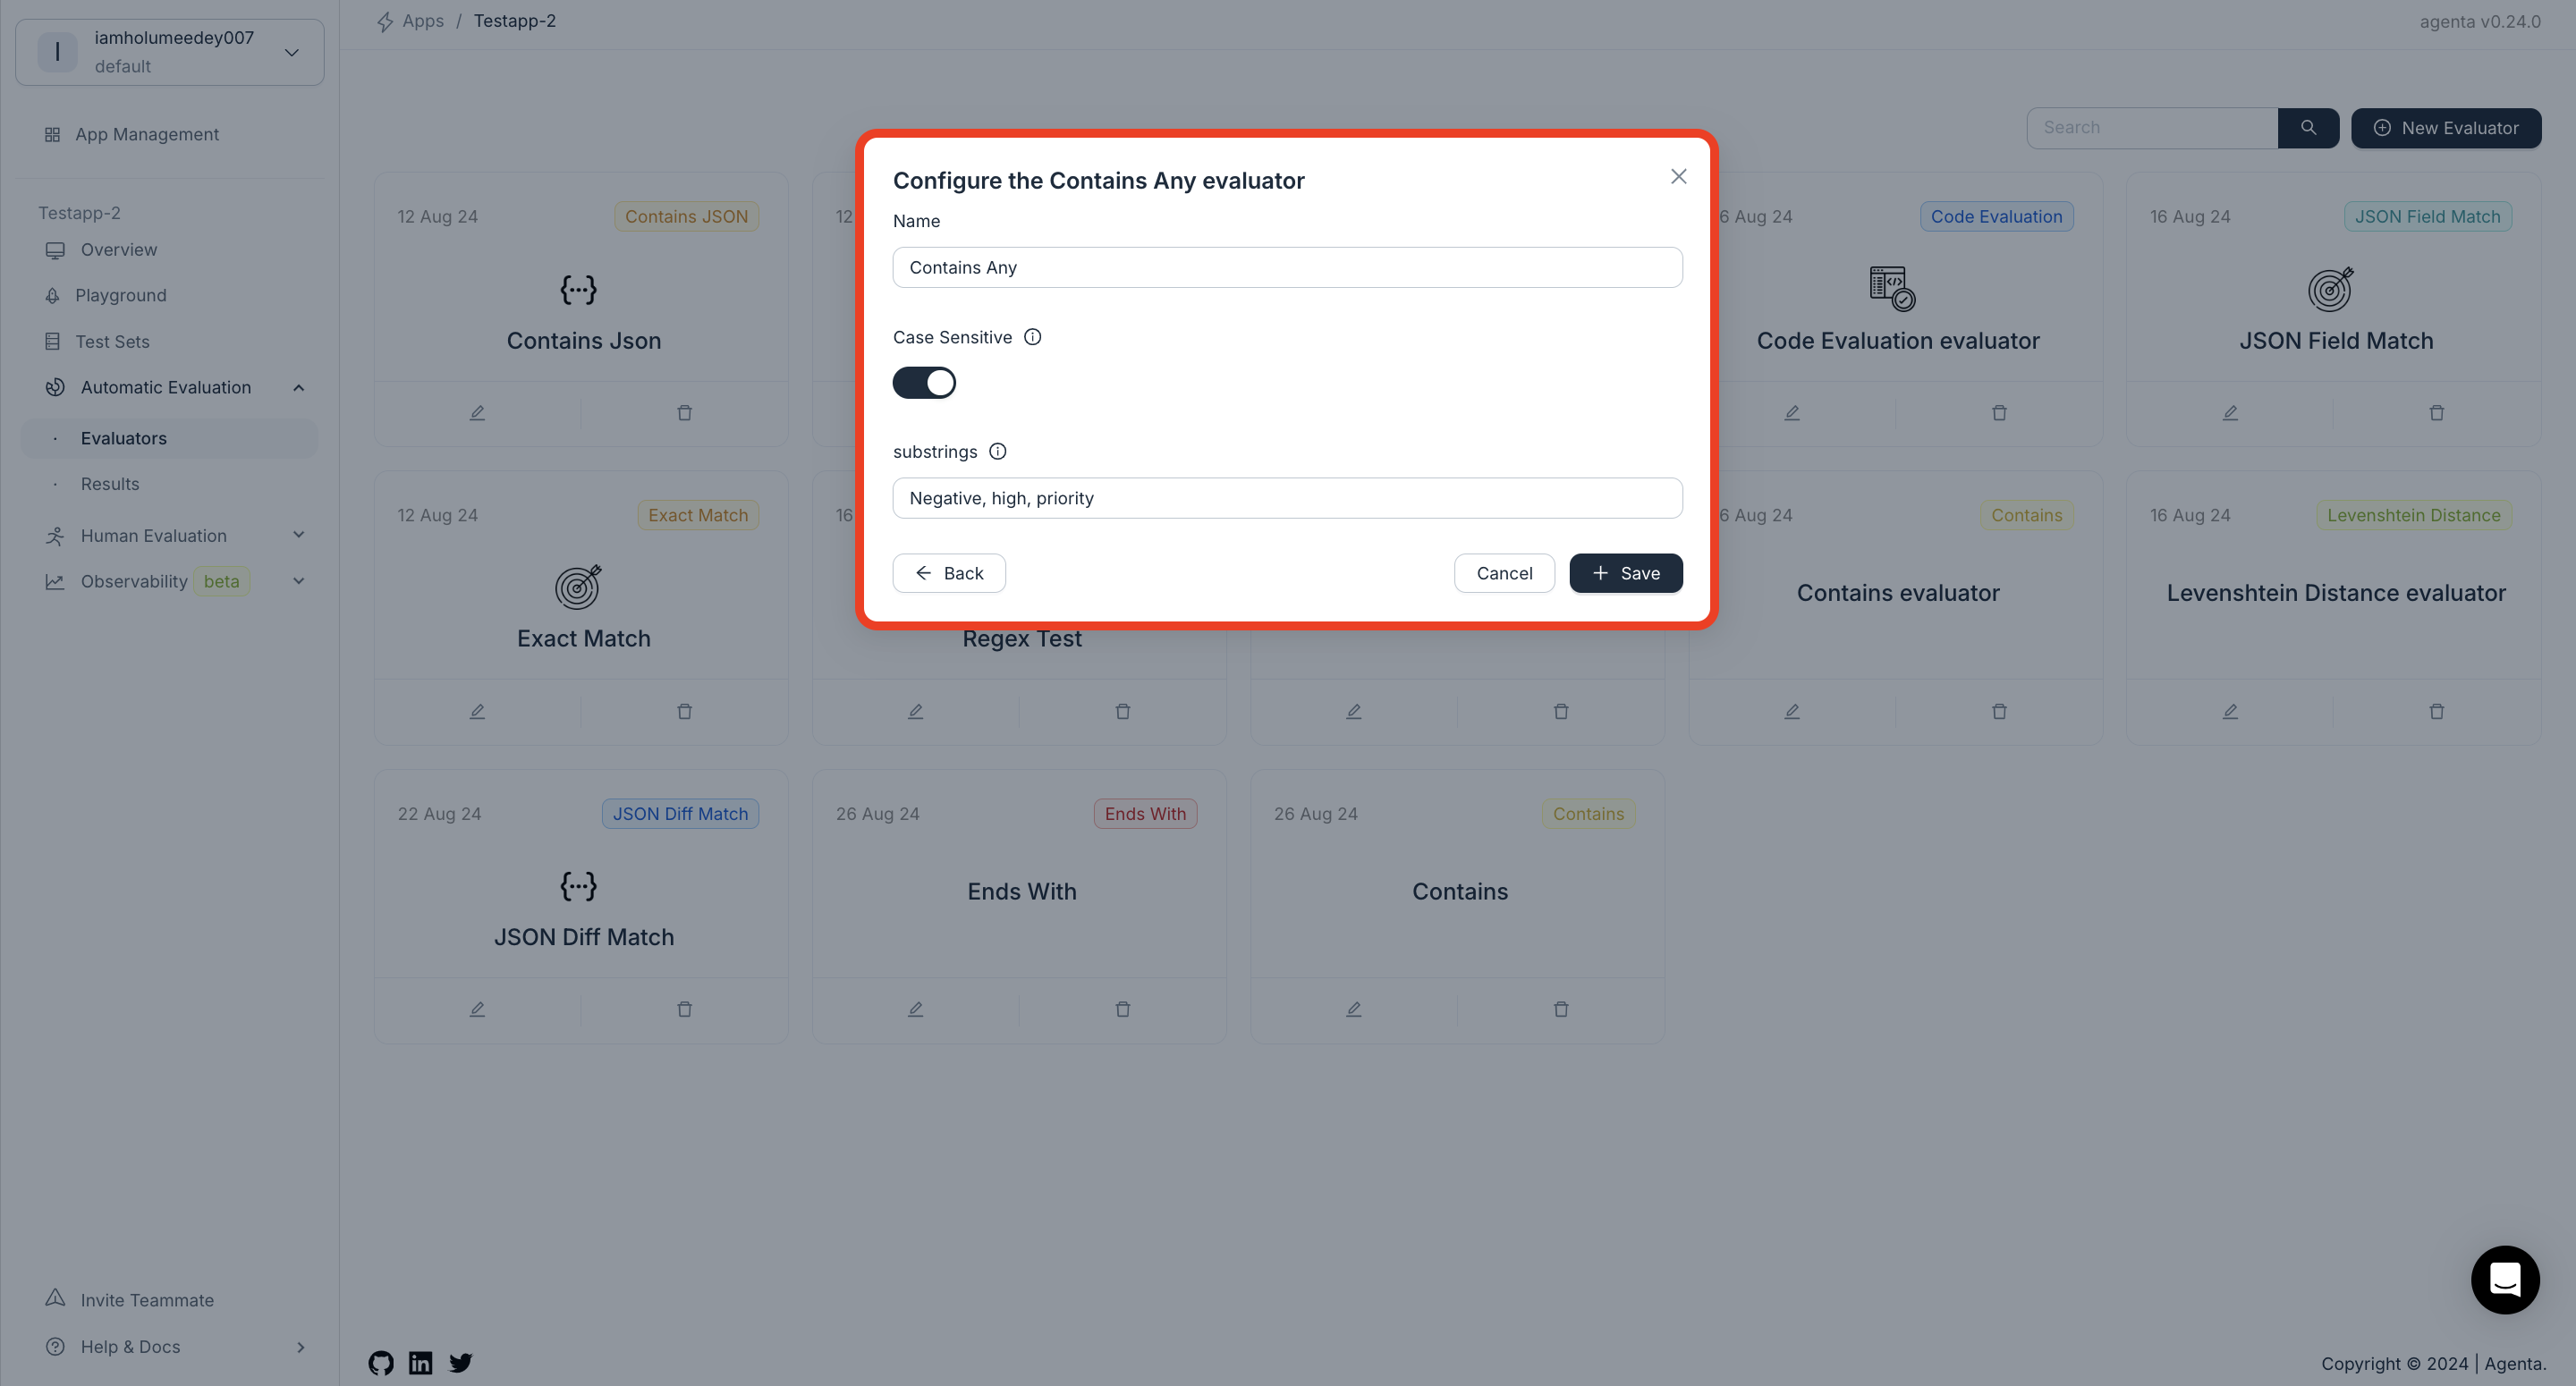 I
iamholumeedey007
default
App Management
Testapp-2
Overview
Playground
Test Sets
Automatic Evaluation
Evaluators
Results
Human Evaluation
Observability beta
Invite Teammate
Help & Docs
Apps / Testapp-2
agenta v0.24.0
Search
New Evaluator
Configure the Contains Any evaluator
Name
Contains Any
Case Sensitive
substrings
Negative, high, priority
Back
Cancel
Save
12 Aug 24
Contains JSON
Contains Json
12
6 Aug 24
Code Evaluation
Code Evaluation evaluator
16 Aug 24
JSON Field Match
JSON Field Match
12 Aug 24
Exact Match
Exact Match
16
Regex Test
6 Aug 24
Contains
Contains evaluator
16 Aug 24
Levenshtein Distance
Levenshtein Distance evaluator
22 Aug 24
JSON Diff Match
JSON Diff Match
26 Aug 24
Ends With
Ends With
26 Aug 24
Contains
Contains
Copyright © 2024 | Agenta.